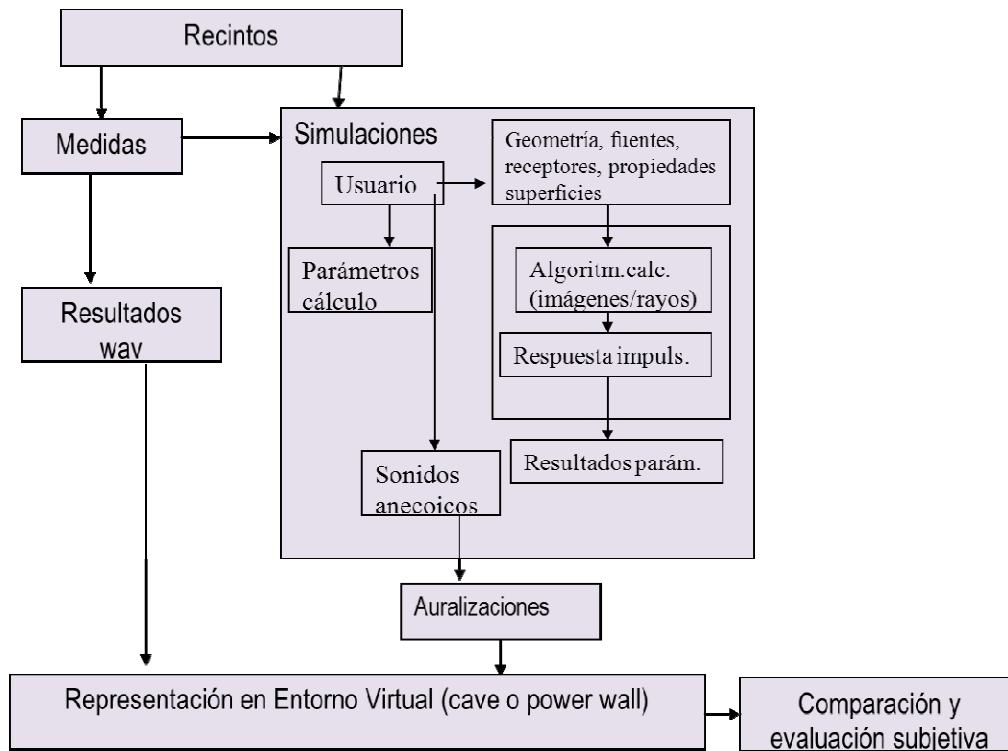 Recintos
Medidas
Simulaciones
Geometría, fuentes,
receptores, propiedades
superficies
Usuario
Parámetros
cálculo
Algoritm.calc.
(imágenes/rayos)
Resultados
wav
Respuesta impuls.
Resultados parám.
Sonidos
anecoicos
Auralizaciones
Representación en Entorno Virtual (cave o power wall)
Comparación y
evaluación subjetiva